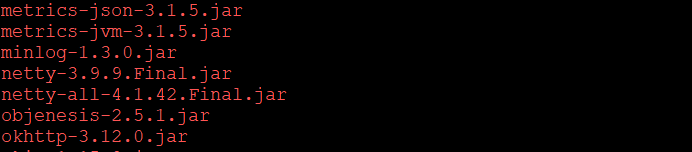 metrics-json-3.1.5.jar
metrics-jvm-3.1.5.jar
minlog-1.3.0.jar
netty-3.9.9.Final.jar
netty-all-4.1.42.Final.jar
objenesis-2.5.1.jar
okhttp-3.12.0.jar